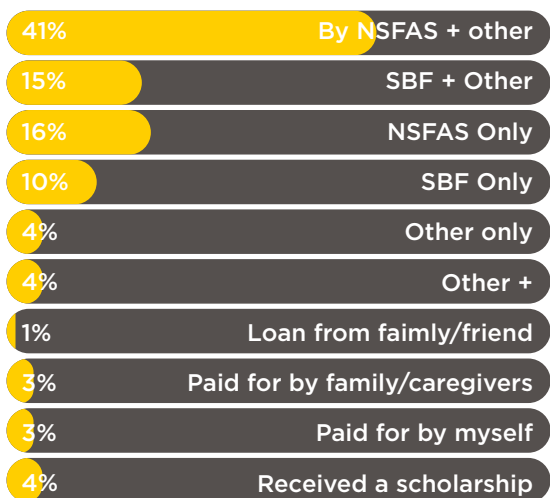 41% By NSFAS + other
15% SBF + Other
16% NSFAS Only
10% SBF Only
4% Other only
4% Other +
1% Loan from faimly/friend
3% Paid for by family/caregivers
3% Paid for by myself
4% Received a scholarship